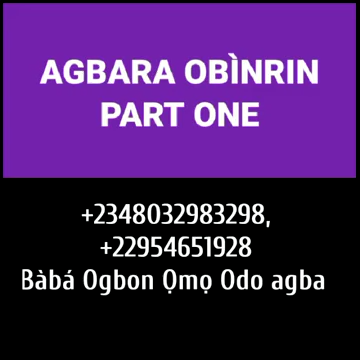 AGBARA OBÌNRIN
PART ONE
+2348032983298,
+22954651928
Bàbá Ogbon Ọmọ Odo agba